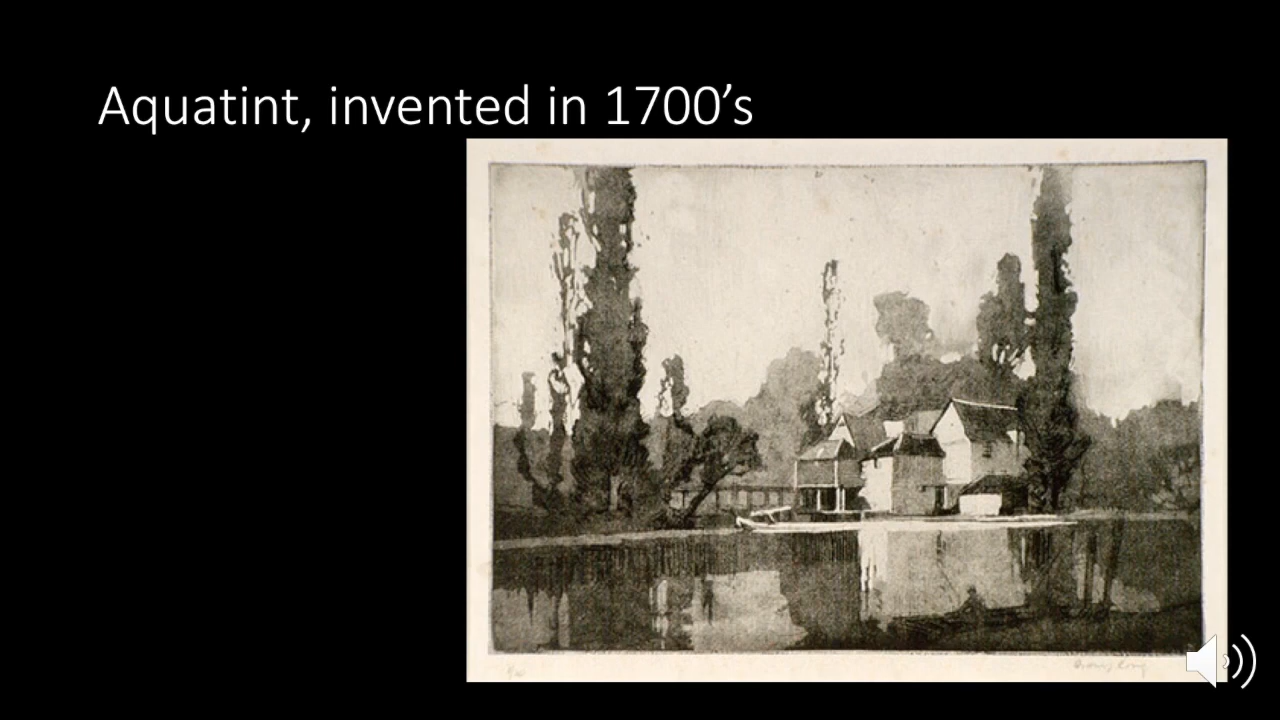 Aquatint, invented in 1700’s